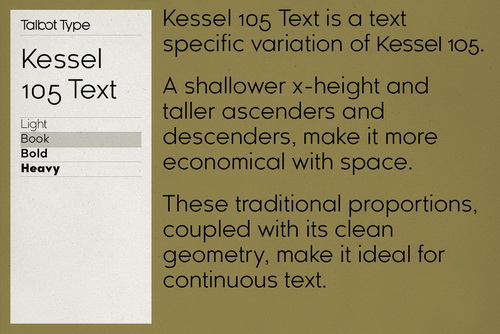 Talbot Type
Kessel
105 Text
Light
Book
Bold
Heavy
Kessel 105 Text is a text
specific variation of Kessel 105.
A shallower x-height and
taller ascenders and
descenders, make it more
economical with space.
These traditional proportions,
coupled with its clean
geometry, make it ideal for
continuous text.